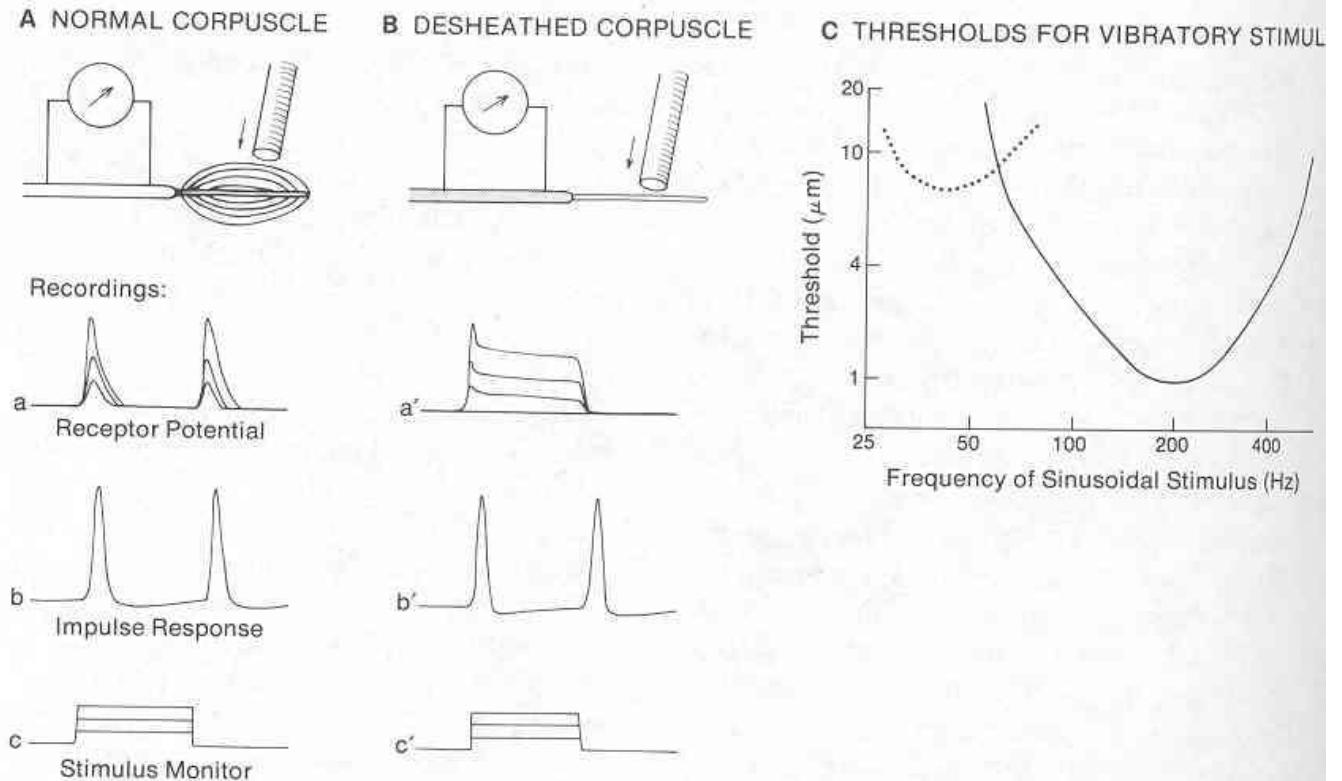 A NORMAL CORPUSCLE
B DESHEATHED CORPUSCLE
C THRESHOLDS FOR VIBRATORY STIMUL
Recordings:
a
Receptor Potential
b
Impulse Response
c
Stimulus Monitor
a′
b′
c′
Threshold (μm)
20
10
4
1
25 50 100 200 400
Frequency of Sinusoidal Stimulus (Hz)